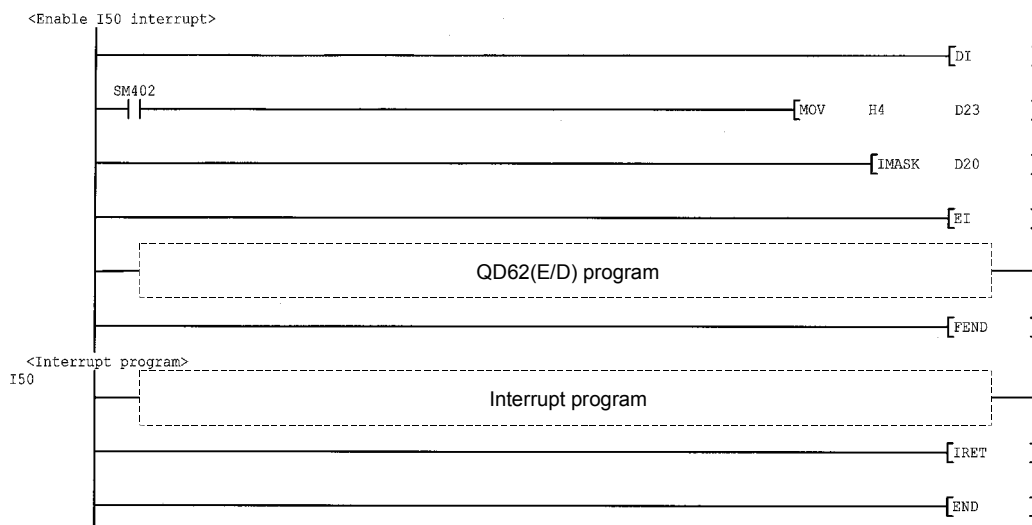 <Enable I50 interrupt>
[DI ]
SM402
[MOV H4 D23 ]
[IMASK D20 ]
[EI ]
QD62(E/D) program
[FEND ]
<Interrupt program>
I50
Interrupt program
[IRET ]
[END ]